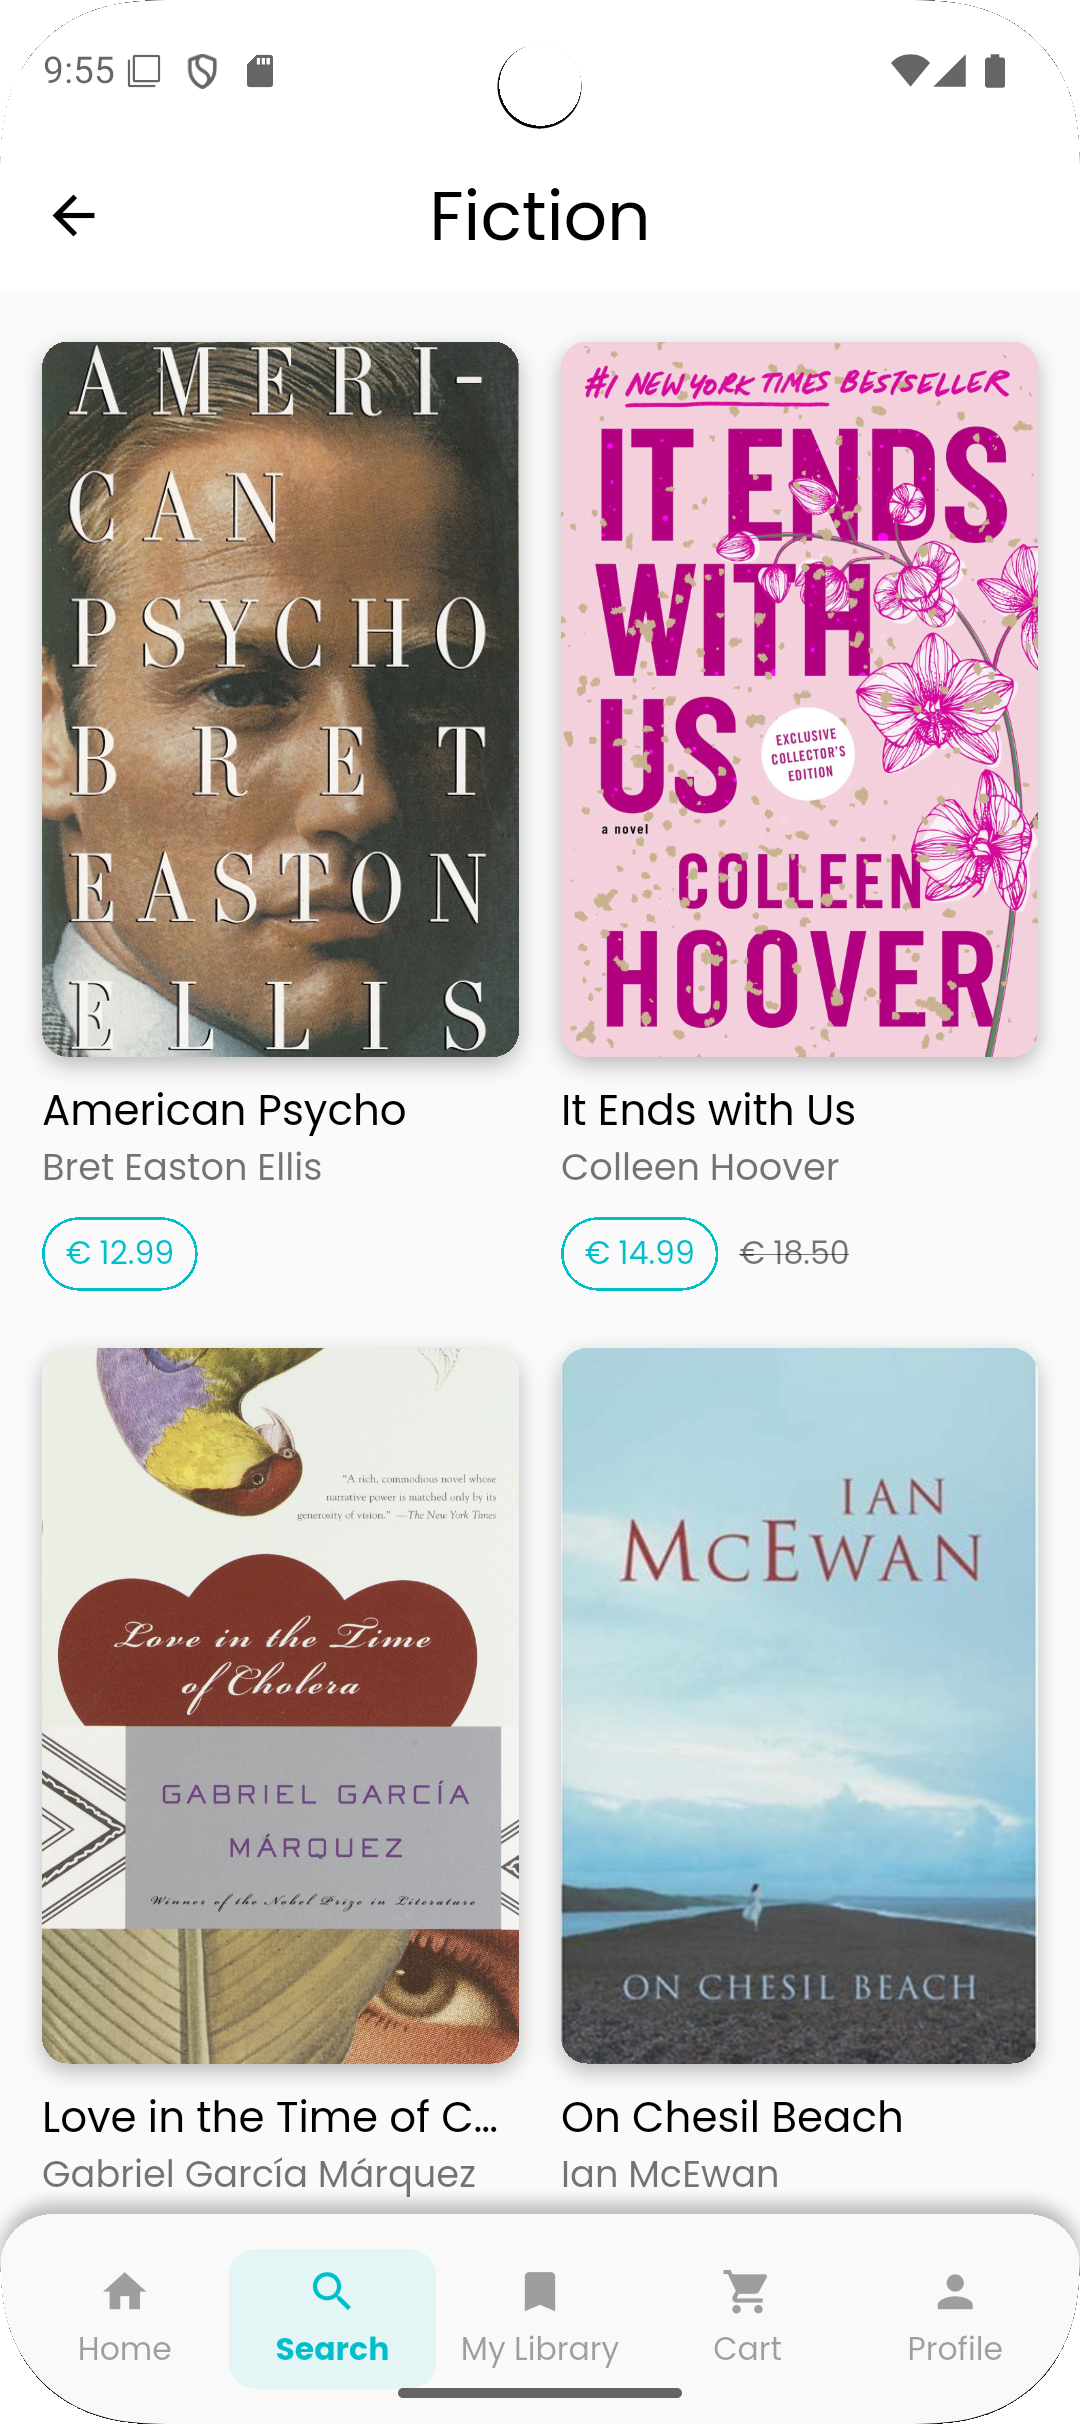 9:55
Fiction
AMERI-
CAN
PSYCHO
BRET
EASTON
ELLIS
#1 NEW YORK TIMES BESTSELLER
IT ENDS
WITH
US
EXCLUSIVE
COLLECTOR'S
EDITION
a novel
COLLEEN
HOOVER
American Psycho
Bret Easton Ellis
€ 12.99
It Ends with Us
Colleen Hoover
€ 14.99 € 18.50
"A rich, commodious novel whose
narrative power is matched only by its
generosity of vision." —The New York Times
Love in the Time
of Cholera
GABRIEL GARCÍA
MÁRQUEZ
Winner of the Nobel Prize in Literature
IAN
McEWAN
ON CHESIL BEACH
Love in the Time of C...
Gabriel García Márquez
On Chesil Beach
Ian McEwan
Home
Search
My Library
Cart
Profile